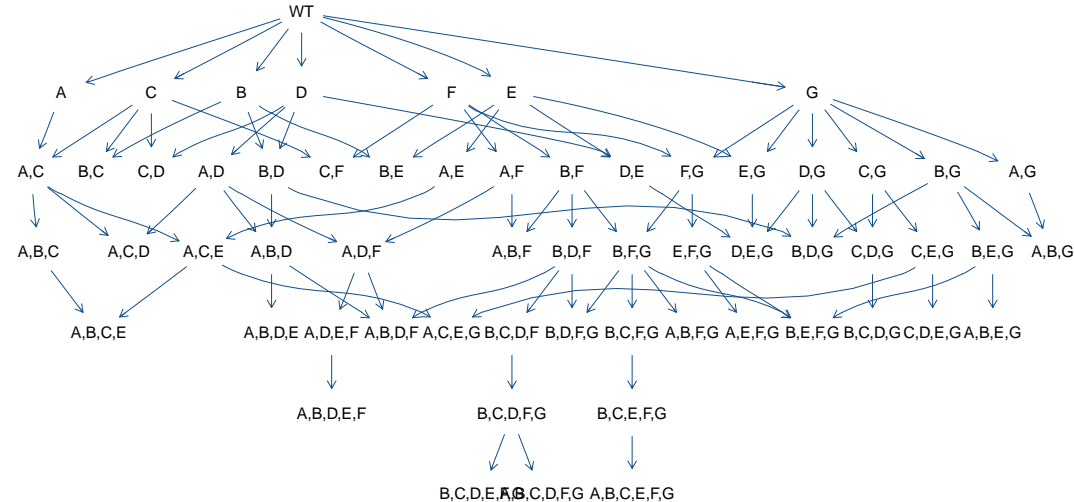 WT
A C B D F E G
A,C B,C C,D A,D B,D C,F B,E A,E A,F B,F D,E F,G E,G D,G C,G B,G A,G
A,B,C A,C,D A,C,E A,B,D A,D,F A,B,F B,D,F B,F,G E,F,G D,E,G B,D,G C,D,G C,E,G B,E,G A,B,G
A,B,C,E A,B,D,E A,D,E,F A,B,D,F A,C,E,G B,C,D,F B,D,F,G B,C,F,G A,B,F,G A,E,F,G B,E,F,G B,C,D,G C,D,E,G A,B,E,G
A,B,D,E,F B,C,D,F,G B,C,E,F,G
B,C,D,E,F,G A,B,C,D,F,G A,B,C,E,F,G